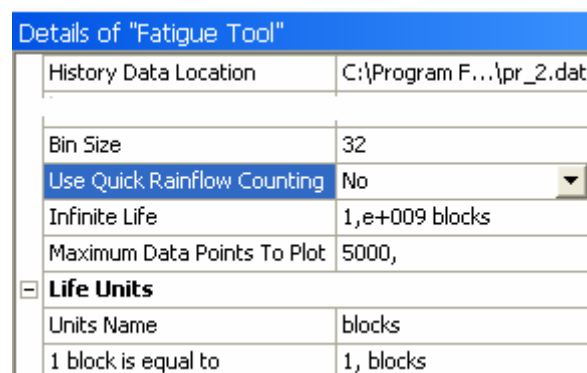 Details of "Fatigue Tool"
History Data Location C:\Program F...\pr_2.dat
Bin Size 32
Use Quick Rainflow Counting No
Infinite Life 1,e+009 blocks
Maximum Data Points To Plot 5000,
Life Units
Units Name blocks
1 block is equal to 1, blocks